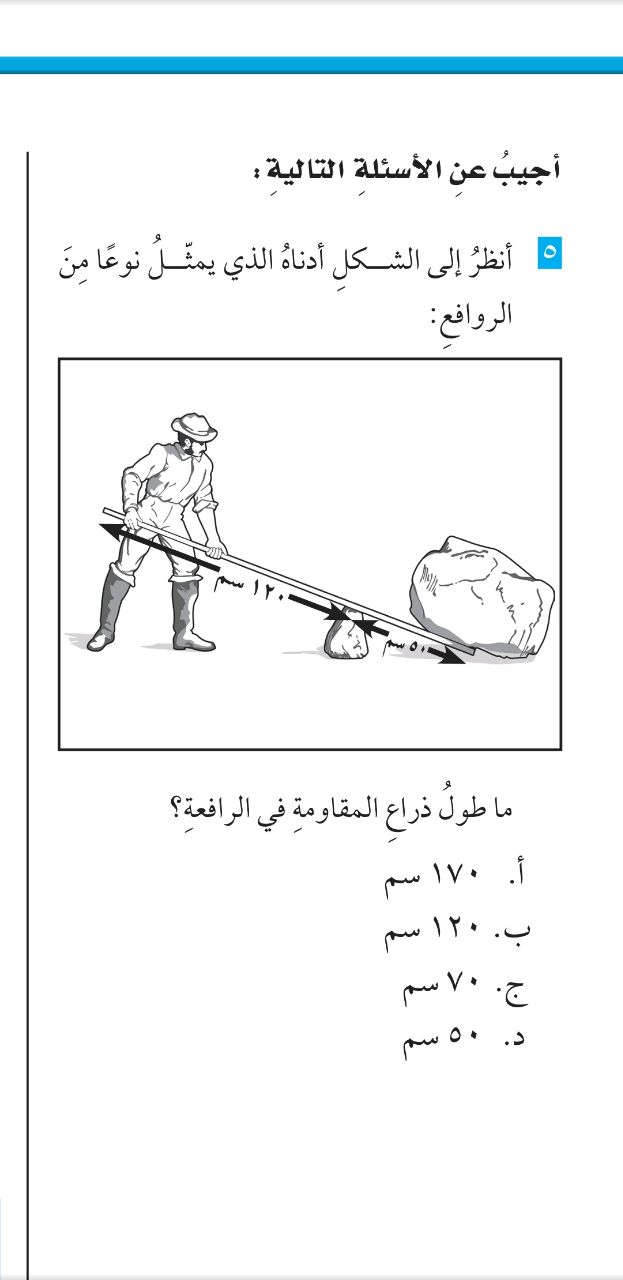 أجيبُ عنِ الأسئلةِ التاليةِ:
٥ أنظرُ إلى الشكلِ أدناهُ الذي يمثّلُ نوعًا مِنَ
الروافعِ:
١٢٠ سم
٥٠ سم
ما طولُ ذراعِ المقاومةِ في الرافعةِ؟
أ. ١٧٠ سم
ب. ١٢٠ سم
ج. ٧٠ سم
د. ٥٠ سم